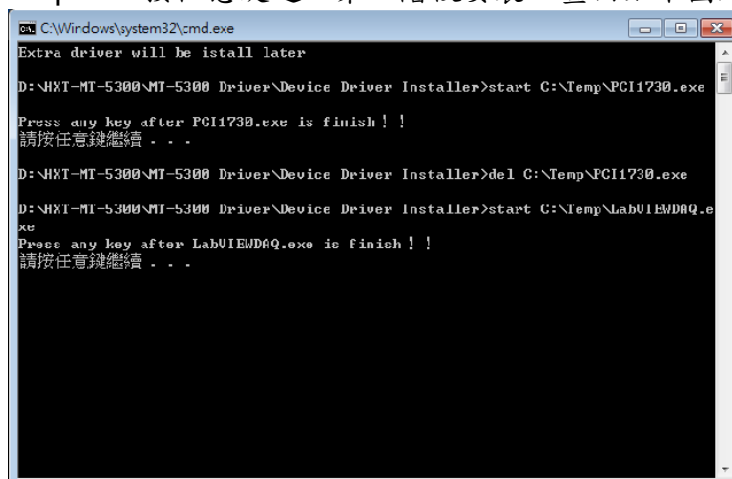 C:\Windows\system32\cmd.exe
Extra driver will be istall later
D:\HXT-MT-5300\MT-5300 Driver\Device Driver Installer>start C:\Temp\PCI1730.exe
Press any key after PCI1730.exe is finish！！
請按任意鍵繼續 . . .
D:\HXT-MT-5300\MT-5300 Driver\Device Driver Installer>del C:\Temp\PCI1730.exe
D:\HXT-MT-5300\MT-5300 Driver\Device Driver Installer>start C:\Temp\LabVIEWDAQ.e
xe
Press any key after LabVIEWDAQ.exe is finish！！
請按任意鍵繼續 . . .